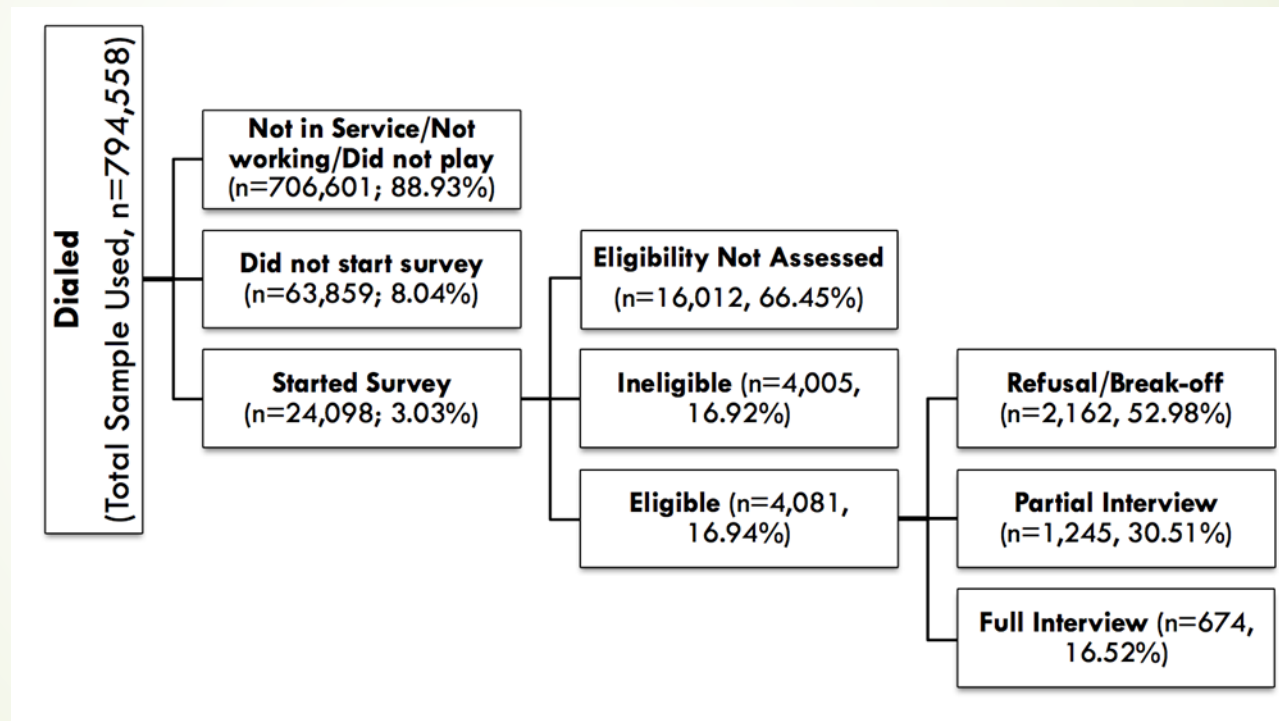 Dialed
(Total Sample Used, n=794,558)
Not in Service/Not
working/Did not play
(n=706,601; 88.93%)
Did not start survey
(n=63,859; 8.04%)
Started Survey
(n=24,098; 3.03%)
Eligibility Not Assessed
(n=16,012, 66.45%)
Ineligible (n=4,005,
16.92%)
Eligible (n=4,081,
16.94%)
Refusal/Break-off
(n=2,162, 52.98%)
Partial Interview
(n=1,245, 30.51%)
Full Interview (n=674,
16.52%)